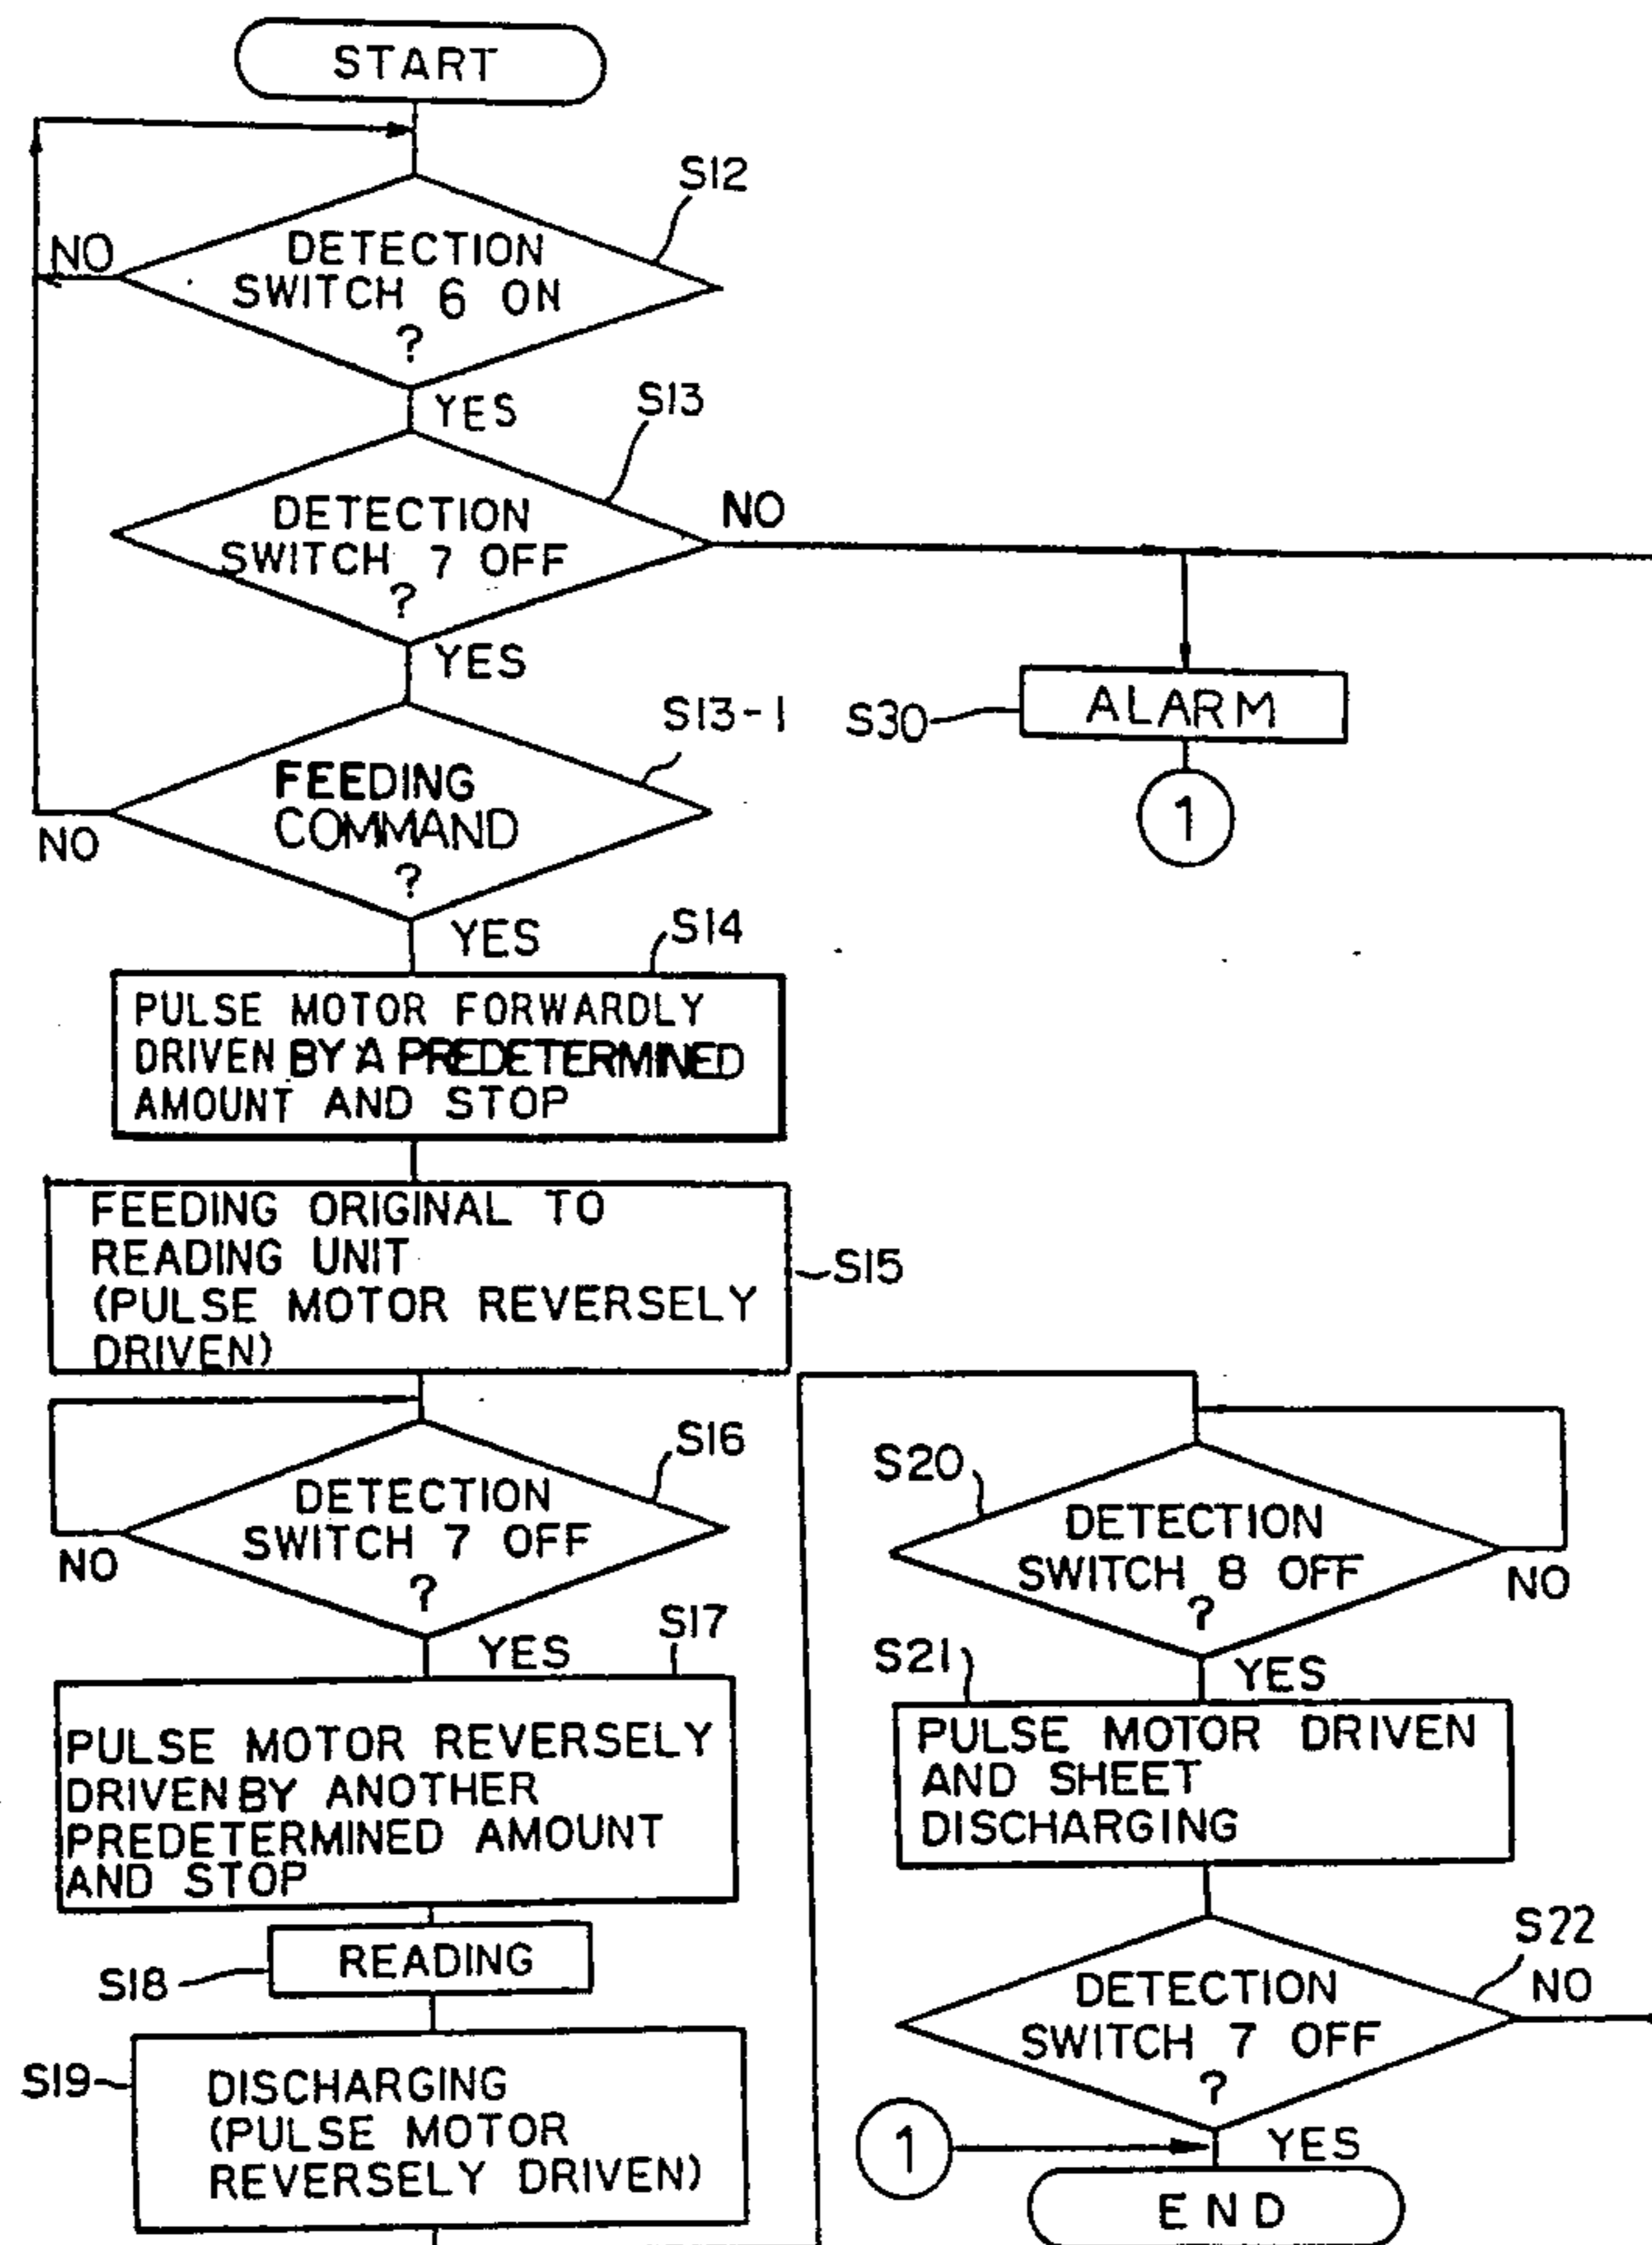 START
S12
NO
DETECTION
SWITCH 6 ON
?
YES
S13
DETECTION
SWITCH 7 OFF
?
NO
YES
S13-1
FEEDING
COMMAND
?
NO
S30
ALARM
1
YES
S14
PULSE MOTOR FORWARDLY
DRIVEN BY A PREDETERMINED
AMOUNT AND STOP
FEEDING ORIGINAL TO
READING UNIT
(PULSE MOTOR REVERSELY
DRIVEN)
S15
S16
DETECTION
SWITCH 7 OFF
?
NO
YES
S17
PULSE MOTOR REVERSELY
DRIVEN BY ANOTHER
PREDETERMINED AMOUNT
AND STOP
S18
READING
S19
DISCHARGING
(PULSE MOTOR
REVERSELY DRIVEN)
S20
DETECTION
SWITCH 8 OFF
?
NO
S21
YES
PULSE MOTOR DRIVEN
AND SHEET
DISCHARGING
S22
NO
DETECTION
SWITCH 7 OFF
?
1
YES
END